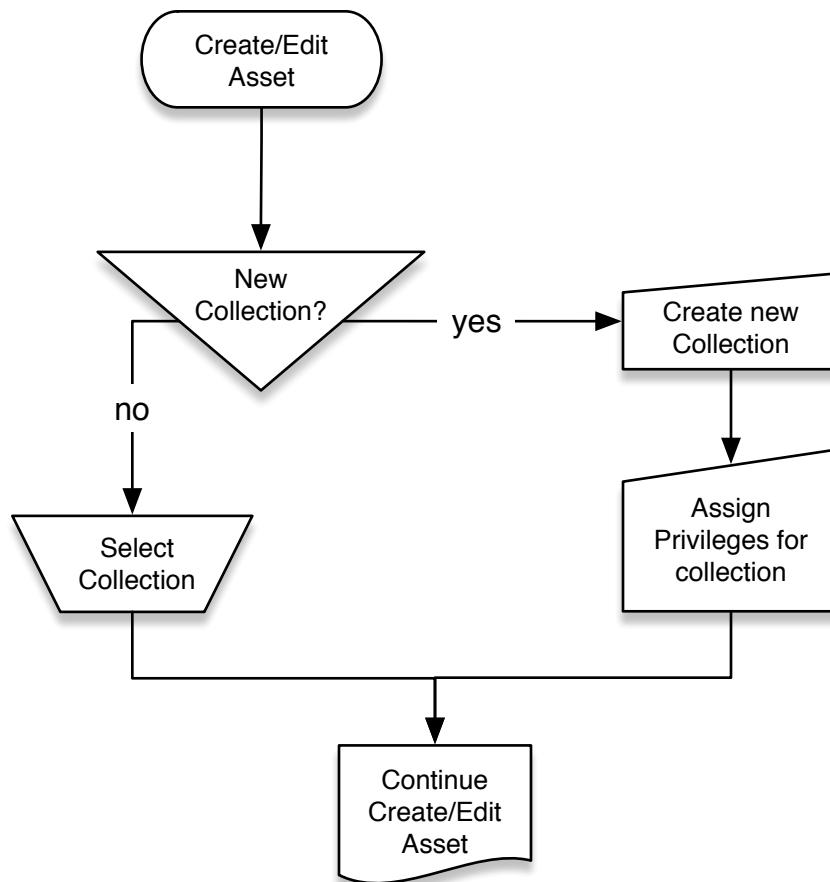 Create/Edit
Asset
New
Collection?
yes
Create new
Collection
no
Assign
Privileges for
collection
Select
Collection
Continue
Create/Edit
Asset